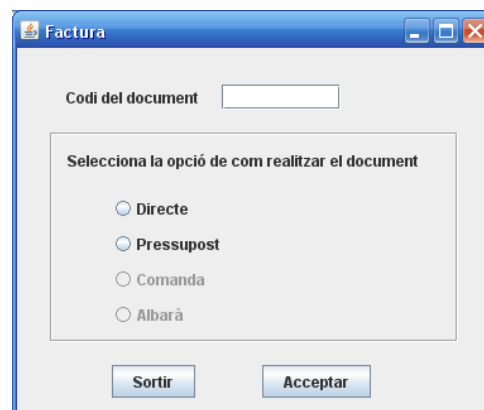 Factura
Codi del document
Selecciona la opció de com realitzar el document
Directe
Pressupost
Comanda
Albarà
Sortir Acceptar